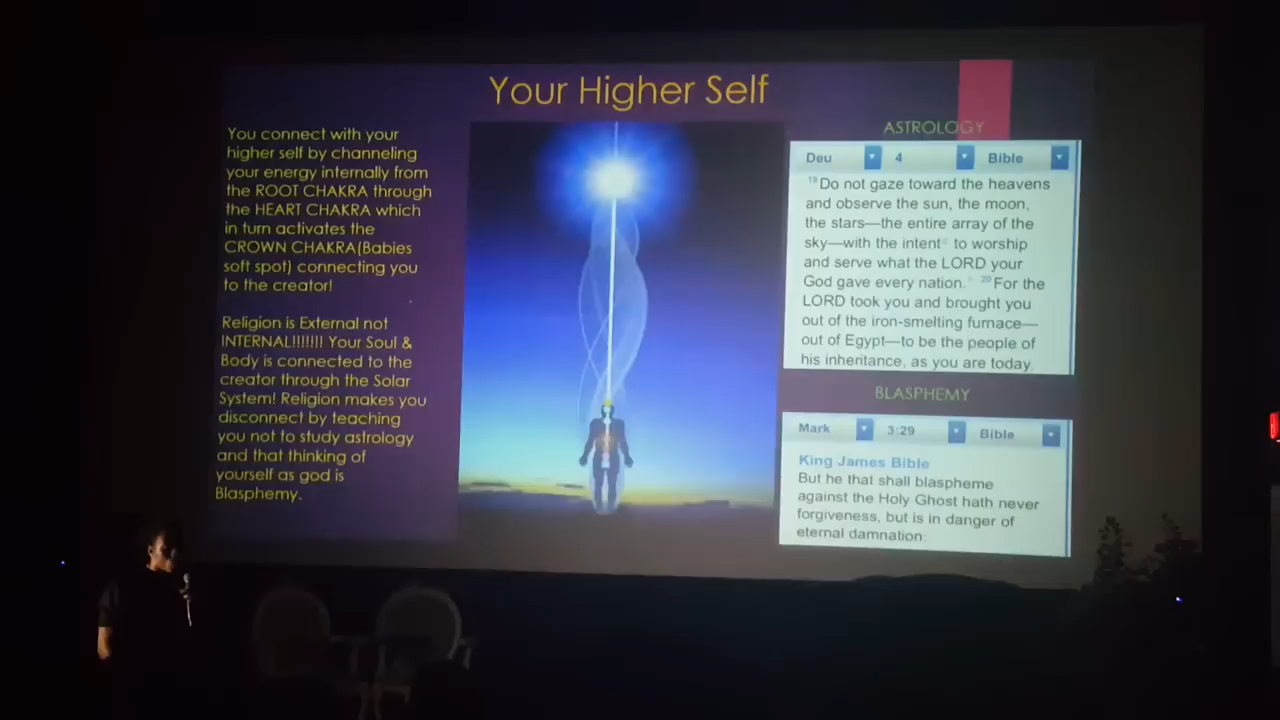 Your Higher Self
You connect with your
higher self by channeling
your energy internally from
the ROOT CHAKRA through
the HEART CHAKRA which
in turn activates the
CROWN CHAKRA(Babies
soft spot) connecting you
to the creator!
Religion is External not
INTERNAL!!!!!!! Your Soul &
Body is connected to the
creator through the Solar
System! Religion makes you
disconnect by teaching
you not to study astrology
and that thinking of
yourself as god is
Blasphemy.
ASTROLOGY
Deu 4 Bible
19 Do not gaze toward the heavens
and observe the sun, the moon,
the stars—the entire array of the
sky—with the intent to worship
and serve what the LORD your
God gave every nation. 20 For the
LORD took you and brought you
out of the iron-smelting furnace—
out of Egypt—to be the people of
his inheritance, as you are today.
BLASPHEMY
Mark 3:29 Bible
King James Bible
But he that shall blaspheme
against the Holy Ghost hath never
forgiveness, but is in danger of
eternal damnation: